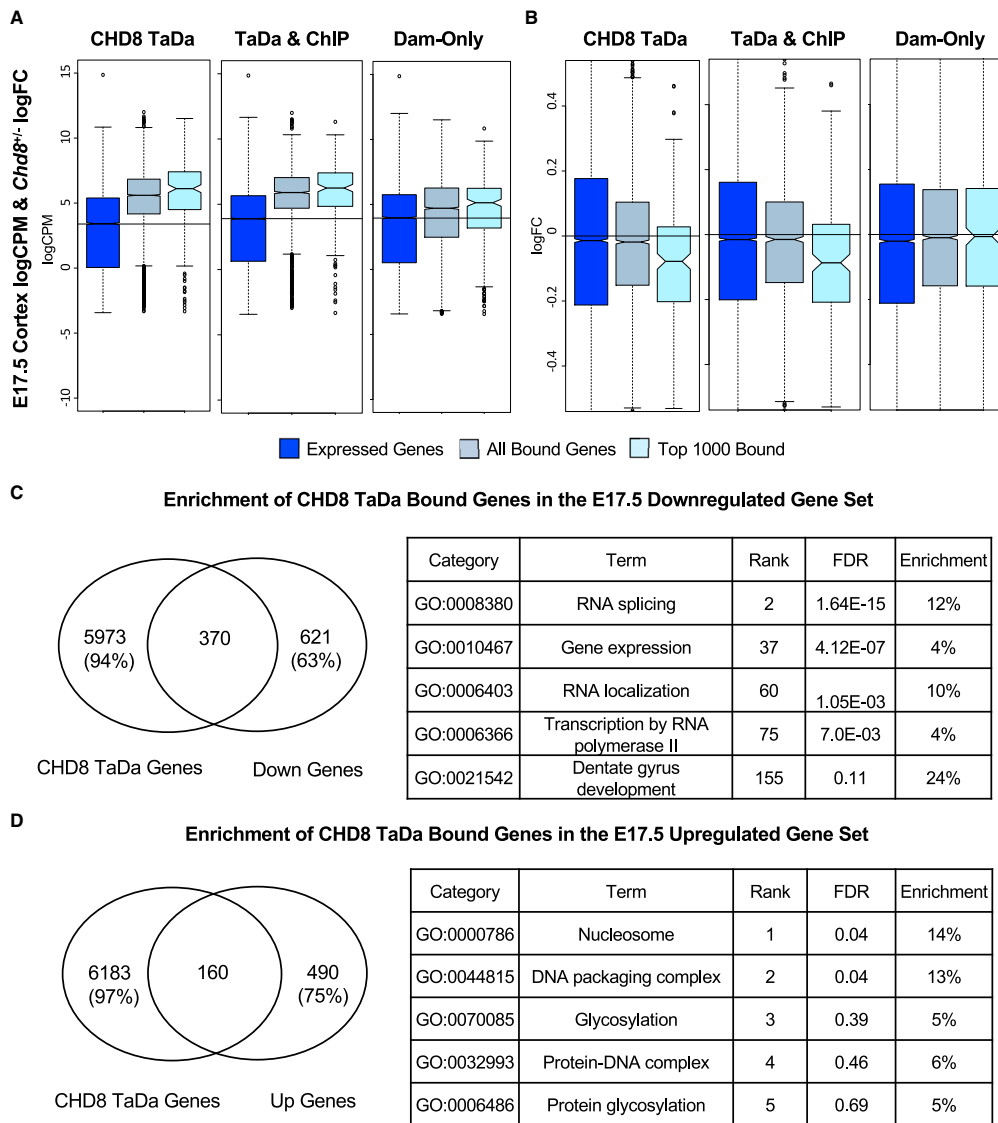 A
B
CHD8 TaDa
TaDa & ChIP
Dam-Only
CHD8 TaDa
TaDa & ChIP
Dam-Only
E17.5 Cortex logCPM & Chd8+/- logFC
logCPM
15
10
5
0
-5
-10
logFC
0.4
0.2
0
-0.2
-0.4
Expressed Genes
All Bound Genes
Top 1000 Bound
C
Enrichment of CHD8 TaDa Bound Genes in the E17.5 Downregulated Gene Set
5973
(94%)
370
621
(63%)
CHD8 TaDa Genes
Down Genes
Category Term Rank FDR Enrichment
GO:0008380 RNA splicing 2 1.64E-15 12%
GO:0010467 Gene expression 37 4.12E-07 4%
GO:0006403 RNA localization 60 1.05E-03 10%
GO:0006366 Transcription by RNA polymerase II 75 7.0E-03 4%
GO:0021542 Dentate gyrus development 155 0.11 24%
D
Enrichment of CHD8 TaDa Bound Genes in the E17.5 Upregulated Gene Set
6183
(97%)
160
490
(75%)
CHD8 TaDa Genes
Up Genes
Category Term Rank FDR Enrichment
GO:0000786 Nucleosome 1 0.04 14%
GO:0044815 DNA packaging complex 2 0.04 13%
GO:0070085 Glycosylation 3 0.39 5%
GO:0032993 Protein-DNA complex 4 0.46 6%
GO:0006486 Protein glycosylation 5 0.69 5%